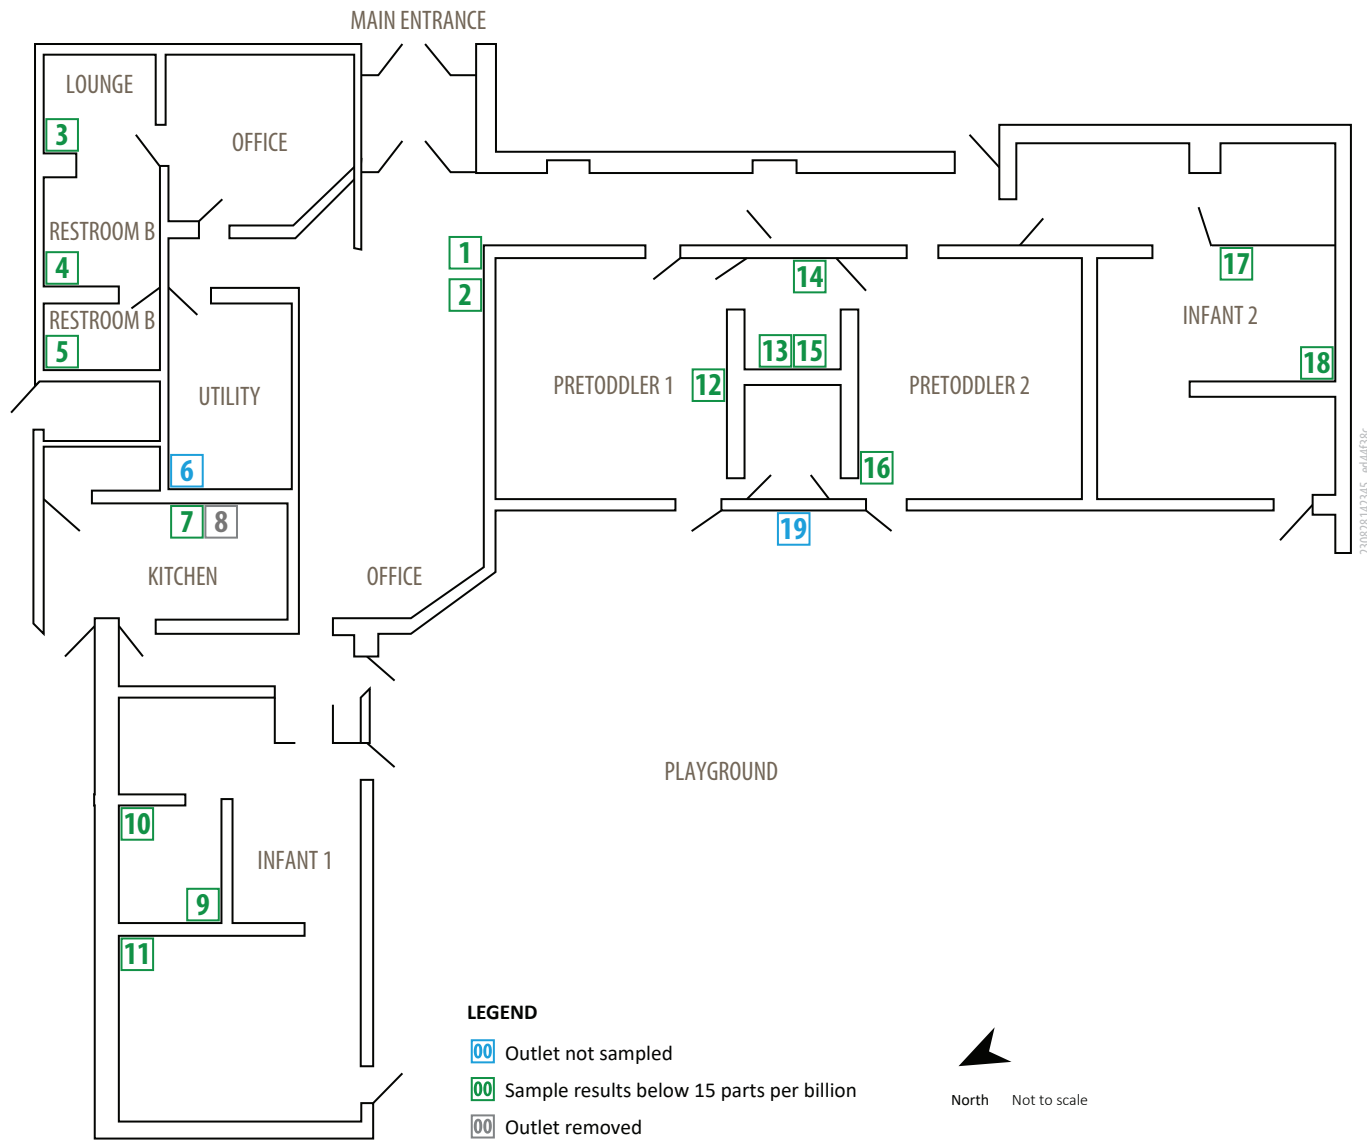 MAIN ENTRANCE
LOUNGE
3
OFFICE
RESTROOM B
4
RESTROOM B
5
1
2
14
17
INFANT 2
13 15
18
UTILITY
PRETODDLER 1
12
PRETODDLER 2
6
16
7 8
19
KITCHEN
OFFICE
PLAYGROUND
10
INFANT 1
9
11
LEGEND
00 Outlet not sampled
00 Sample results below 15 parts per billion
00 Outlet removed
North Not to scale